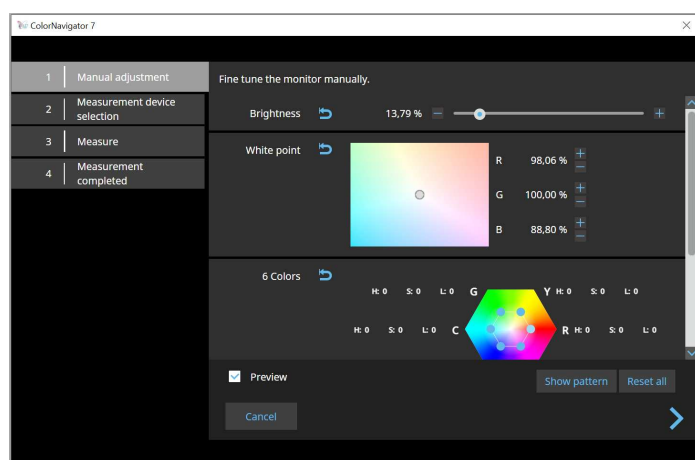 ColorNavigator 7
1 Manual adjustment
2 Measurement device
selection
3 Measure
4 Measurement
completed
Fine tune the monitor manually.
Brightness 13,79 %
White point
R 98,06 %
G 100,00 %
B 88,80 %
6 Colors
H: 0 S: 0 L: 0 G Y H: 0 S: 0 L: 0
H: 0 S: 0 L: 0 C R H: 0 S: 0 L: 0
Preview
Show pattern Reset all
Cancel